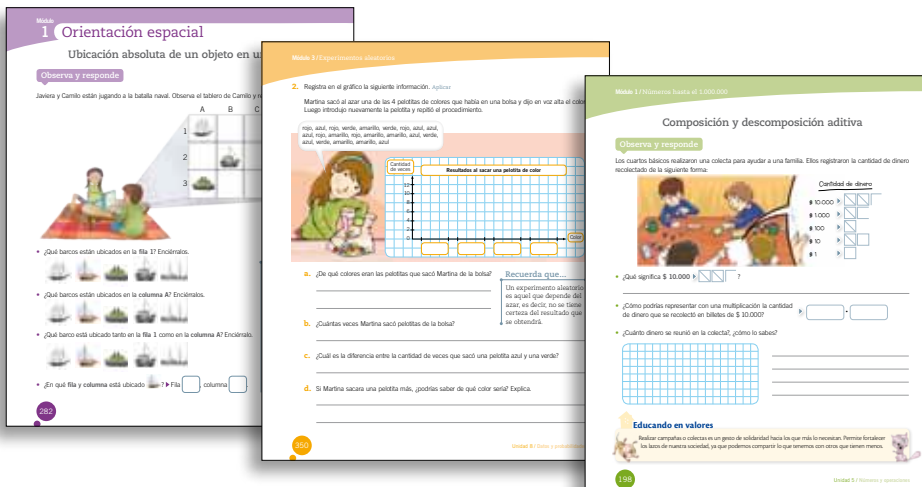 Módulo
1 Orientación espacial
Ubicación absoluta de un objeto en
Observa y responde
Javiera y Camilo están jugando a la batalla naval. Observa el tablero de Camilo y
A B C
1
2
3
• ¿Qué barcos están ubicados en la fila 1? Enciérralos.
• ¿Qué barcos están ubicados en la columna A? Enciérralos.
• ¿Qué barco está ubicado tanto en la fila 1 como en la columna A? Enciéralo.
• ¿En qué fila y columna está ubicado ? Fila , columna .
282
Módulo 3 / Experimentos aleatorios
2. Registra en el gráfico la siguiente información. Aplicar
Martina sacó al azar una de las 4 pelotitas de colores que había en una bolsa y dijo en voz alta el color
Luego introdujo nuevamente la pelotita y repitió el procedimiento.
rojo, azul, rojo, verde, amarillo, verde, rojo, azul, azul,
azul, rojo, amarillo, rojo, amarillo, amarillo, azul, verde,
azul, verde, amarillo, amarillo, azul
Cantidad
de veces
Resultados al sacar una pelotita de color
12
10
8
6
4
2
0
Color
a. ¿De qué colores eran las pelotitas que sacó Martina de la bolsa?
Recuerda que...
Un experimento aleatorio
es aquel que depende del
azar, es decir, no se tiene
certeza del resultado que
se obtendrá.
b. ¿Cuántas veces Martina sacó pelotitas de la bolsa?
c. ¿Cuál es la diferencia entre la cantidad de veces que sacó una pelotita azul y una verde?
d. Si Martina sacara una pelotita más, ¿podrías saber de qué color sería? Explica.
350
Unidad 8 / Datos y probabilidades
Módulo 1 / Números hasta el 1.000.000
Composición y descomposición aditiva
Observa y responde
Los cuartos básicos realizaron una colecta para ayudar a una familia. Ellos registraron la cantidad de dinero
recolectado de la siguiente forma:
Cantidad de dinero
$ 10.000
$ 1.000
$ 100
$ 10
$ 1
• ¿Qué significa $ 10.000 ?
• ¿Cómo podrías representar con una multiplicación la cantidad
de dinero que se recolectó en billetes de $ 10.000?
•
• ¿Cuánto dinero se reunió en la colecta?, ¿cómo lo sabes?
Educando en valores
Realizar campañas o colectas es un gesto de solidaridad hacia los que más lo necesitan. Permite fortalecer
los lazos de nuestra sociedad, ya que podemos compartir lo que tenemos con otros que tienen menos.
198
Unidad 5 / Números y operaciones